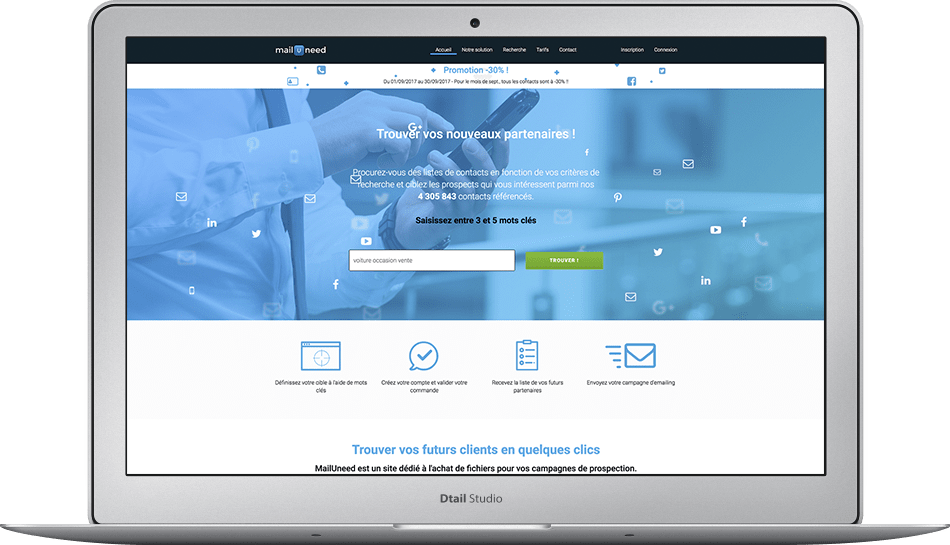 mailUneed
Accueil Notre solution Recherche Tarifs Contact Inscription Connexion
Promotion -30% !
Du 01/09/2017 au 30/09/2017 - Pour le mois de sept., tous les contacts sont à -30% !!
Trouver vos nouveaux partenaires !
Procurez-vous des listes de contacts en fonction de vos critères de
recherche et ciblez les prospects qui vous intéressent parmi nos
4 305 843 contacts référencés.
Saisissez entre 3 et 5 mots clés
voiture occasion vente TROUVER !
Définissez votre cible à l'aide de mots
clés
Créez votre compte et valider votre
commande
Recevez la liste de vos futurs
partenaires
Envoyez votre campagne d'emailing
Trouver vos futurs clients en quelques clics
MailUneed est un site dédié à l'achat de fichiers pour vos campagnes de prospection.
Dtail Studio